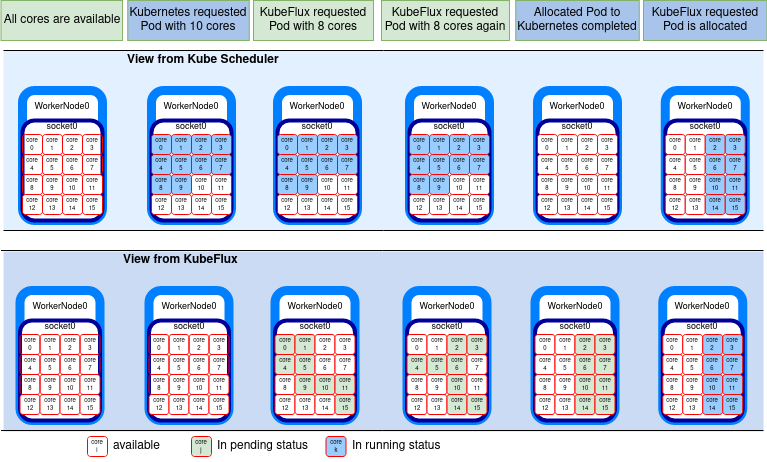 All cores are available
Kubernetes requested
Pod with 10 cores
KubeFlux requested
Pod with 8 cores
KubeFlux requested
Pod with 8 cores again
Allocated Pod to
Kubernetes completed
KubeFlux requested
Pod is allocated
View from Kube Scheduler
WorkerNode0 WorkerNode0 WorkerNode0 WorkerNode0 WorkerNode0 WorkerNode0
socket0 socket0 socket0 socket0 socket0 socket0
core 0 core 1 core 2 core 3 core 0 core 1 core 2 core 3 core 0 core 1 core 2 core 3 core 0 core 1 core 2 core 3 core 0 core 1 core 2 core 3 core 0 core 1 core 2 core 3
core 4 core 5 core 6 core 7 core 4 core 5 core 6 core 7 core 4 core 5 core 6 core 7 core 4 core 5 core 6 core 7 core 4 core 5 core 6 core 7 core 4 core 5 core 6 core 7
core 8 core 9 core 10 core 11 core 8 core 9 core 10 core 11 core 8 core 9 core 10 core 11 core 8 core 9 core 10 core 11 core 8 core 9 core 10 core 11 core 8 core 9 core 10 core 11
core 12 core 13 core 14 core 15 core 12 core 13 core 14 core 15 core 12 core 13 core 14 core 15 core 12 core 13 core 14 core 15 core 12 core 13 core 14 core 15 core 12 core 13 core 14 core 15
View from KubeFlux
WorkerNode0 WorkerNode0 WorkerNode0 WorkerNode0 WorkerNode0 WorkerNode0
socket0 socket0 socket0 socket0 socket0 socket0
core 0 core 1 core 2 core 3 core 0 core 1 core 2 core 3 core 0 core 1 core 2 core 3 core 0 core 1 core 2 core 3 core 0 core 1 core 2 core 3 core 0 core 1 core 2 core 3
core 4 core 5 core 6 core 7 core 4 core 5 core 6 core 7 core 4 core 5 core 6 core 7 core 4 core 5 core 6 core 7 core 4 core 5 core 6 core 7 core 4 core 5 core 6 core 7
core 8 core 9 core 10 core 11 core 8 core 9 core 10 core 11 core 8 core 9 core 10 core 11 core 8 core 9 core 10 core 11 core 8 core 9 core 10 core 11 core 8 core 9 core 10 core 11
core 12 core 13 core 14 core 15 core 12 core 13 core 14 core 15 core 12 core 13 core 14 core 15 core 12 core 13 core 14 core 15 core 12 core 13 core 14 core 15 core 12 core 13 core 14 core 15
core i available core j In pending status core k In running status